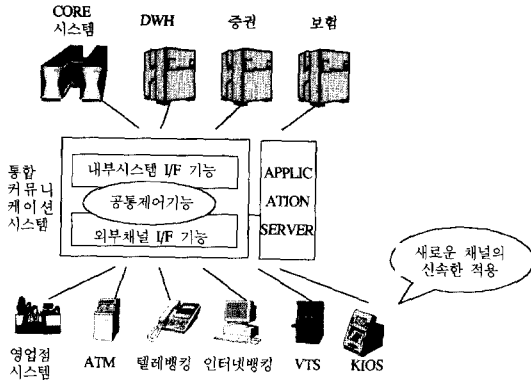 CORE
시스템
DWH
증권
보험
통합
커뮤니
케이션
시스템
내부시스템 I/F 기능
공통제어기능
외부채널 I/F 기능
APPLIC
ATION
SERVER
새로운 채널의
신속한 적용
영업점
시스템
ATM
텔레뱅킹
인터넷뱅킹
VTS
KIOS